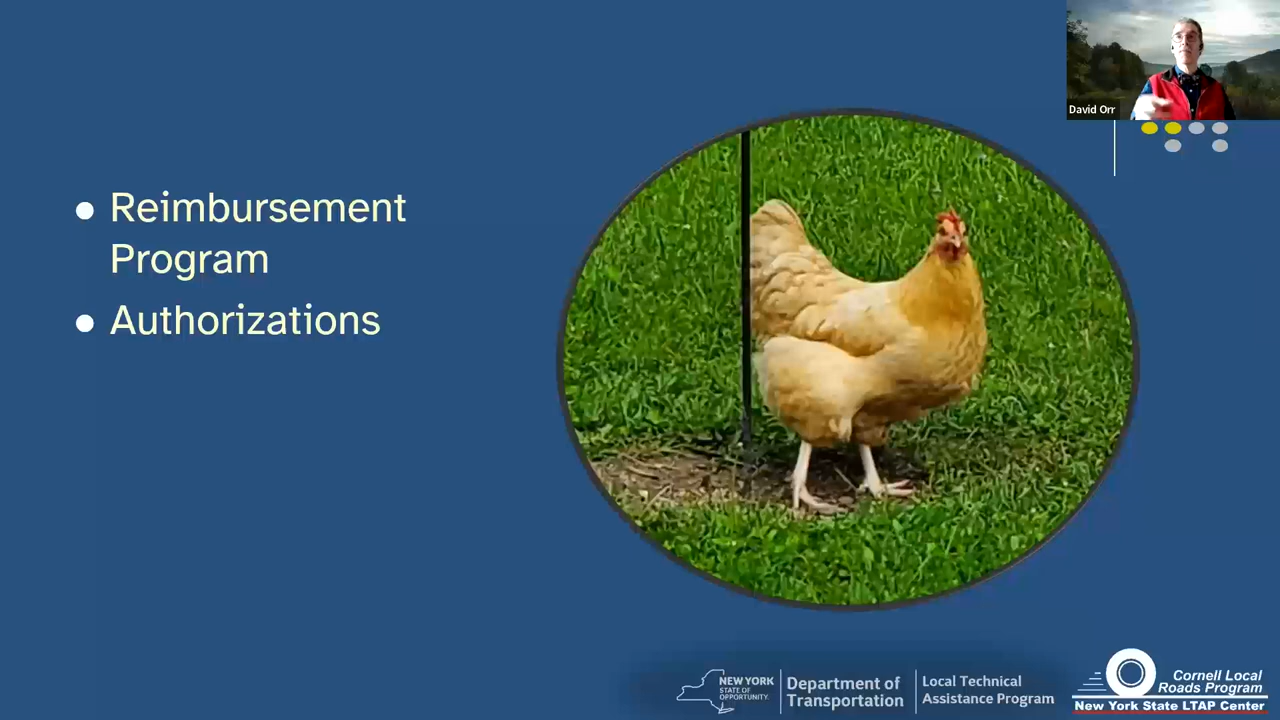 David Orr
● Reimbursement
Program
● Authorizations
NEW YORK
STATE OF
OPPORTUNITY.
Department of
Transportation
Local Technical
Assistance Program
Cornell Local
Roads Program
New York State LTAP Center